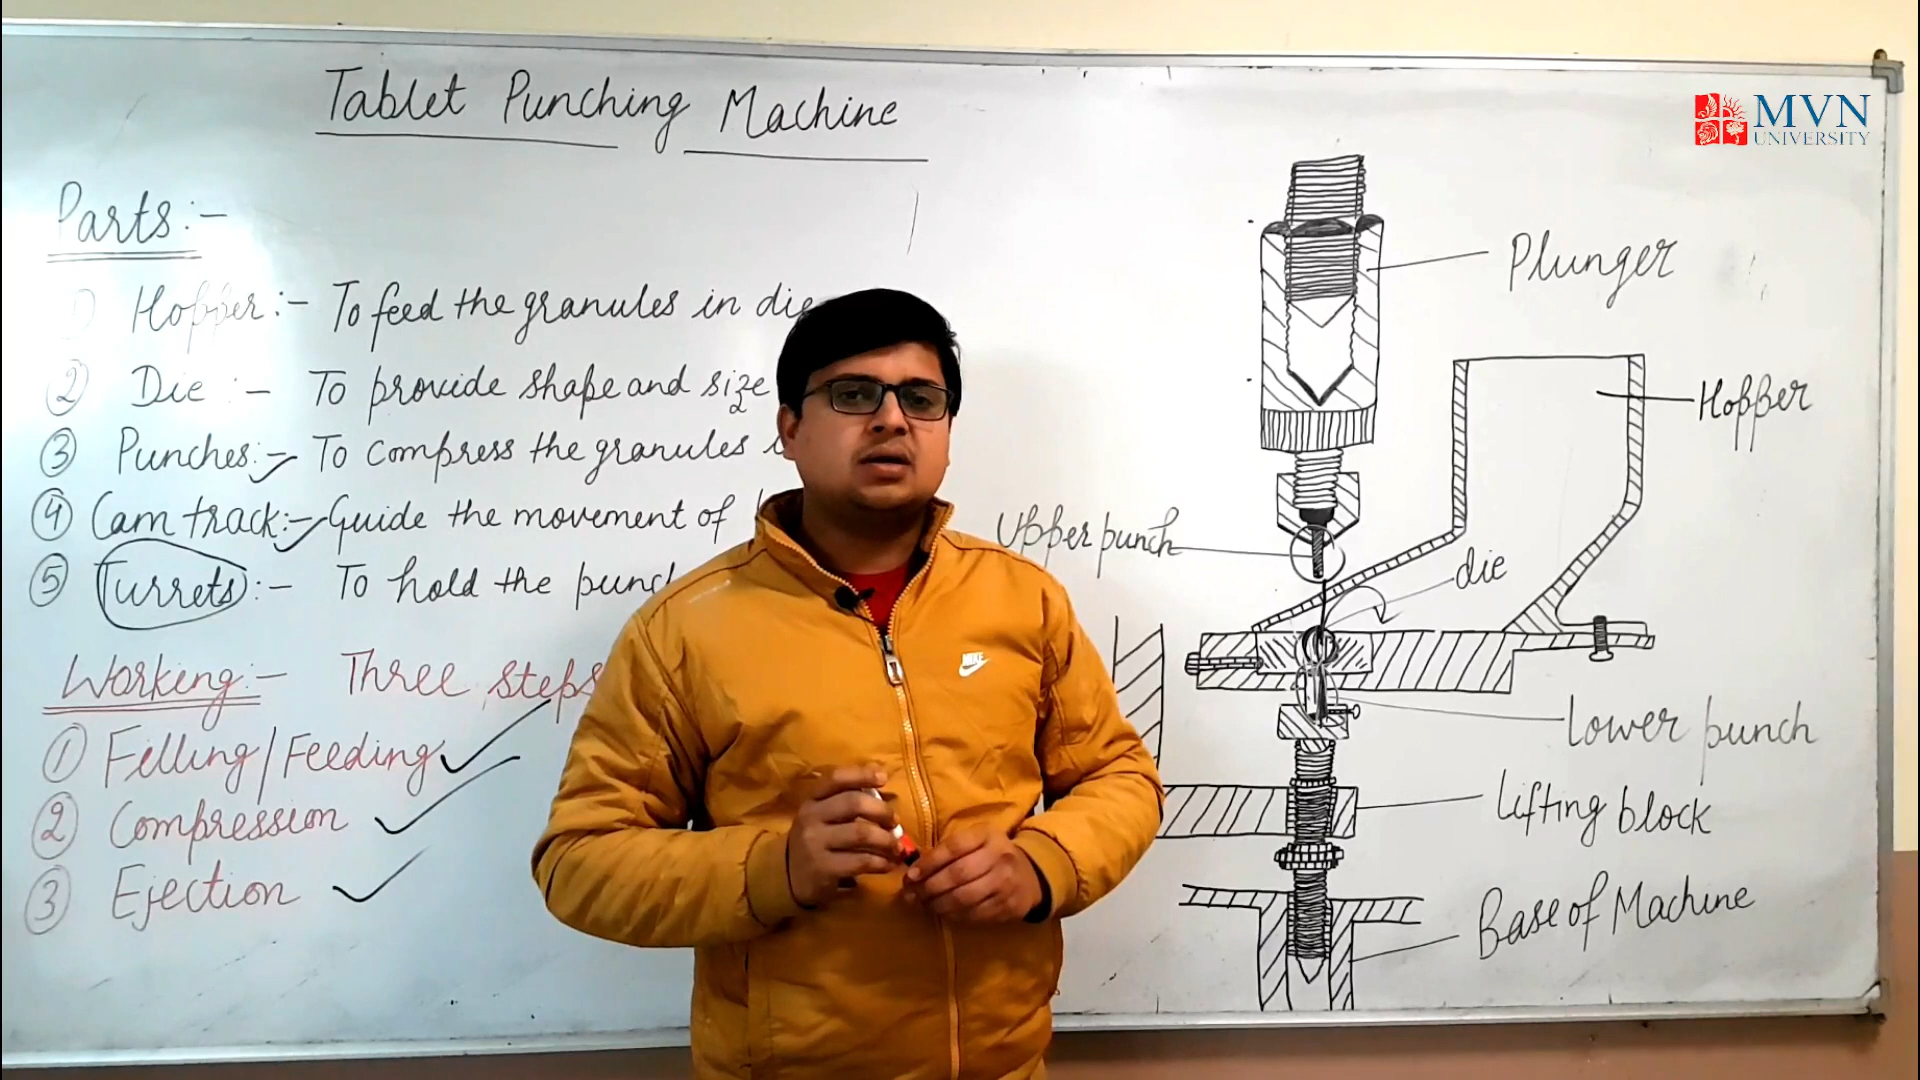 Tablet Punching Machine
MVN
UNIVERSITY
Parts:-
1) Hopper:- To feed the granules in die
2 Die :- To provide shape and size
3 Punches:- To compress the granules
4 Cam track:- Guide the movement of
5 Turrets:- To hold the punch
Working:- Three steps
1 Filling/Feeding
2 Compression
3 Ejection
Plunger
Hopper
Upper punch
die
Lower punch
Lifting block
Base of Machine
NIKE